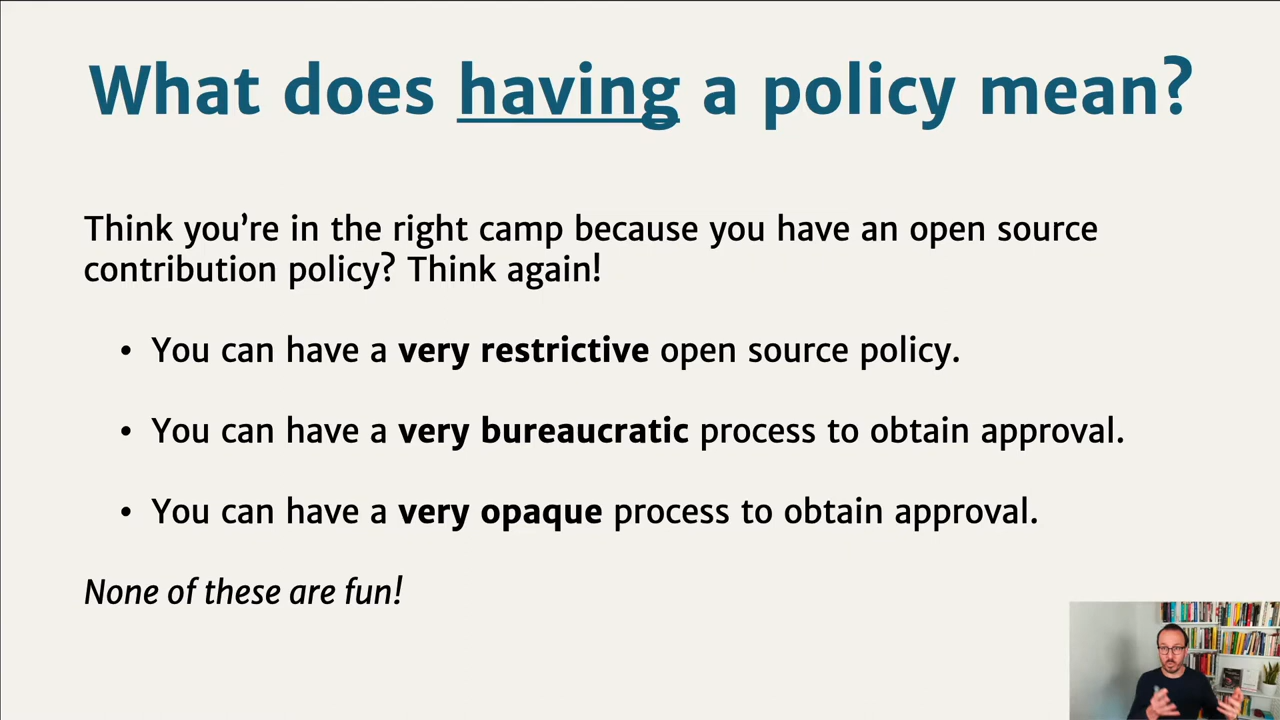 What does having a policy mean?
Think you’re in the right camp because you have an open source
contribution policy? Think again!
• You can have a very restrictive open source policy.
• You can have a very bureaucratic process to obtain approval.
• You can have a very opaque process to obtain approval.
None of these are fun!